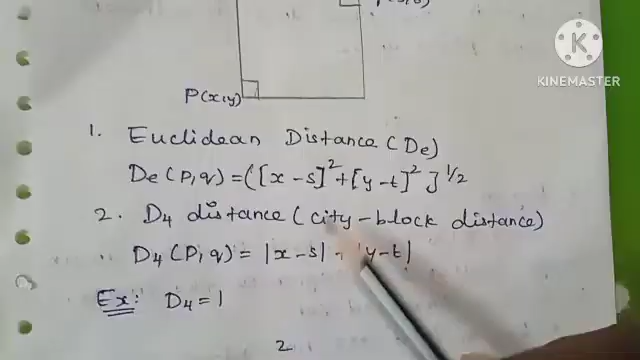 KINEMASTER
P(x,y)
1. Euclidean Distance (De)
De(P,q) = ([x-s]²+[y-t]²]^1/2
2. D4 distance (city-block distance)
D4(P,q) = |x-s| - |y-t|
Ex: D4 = 1
2